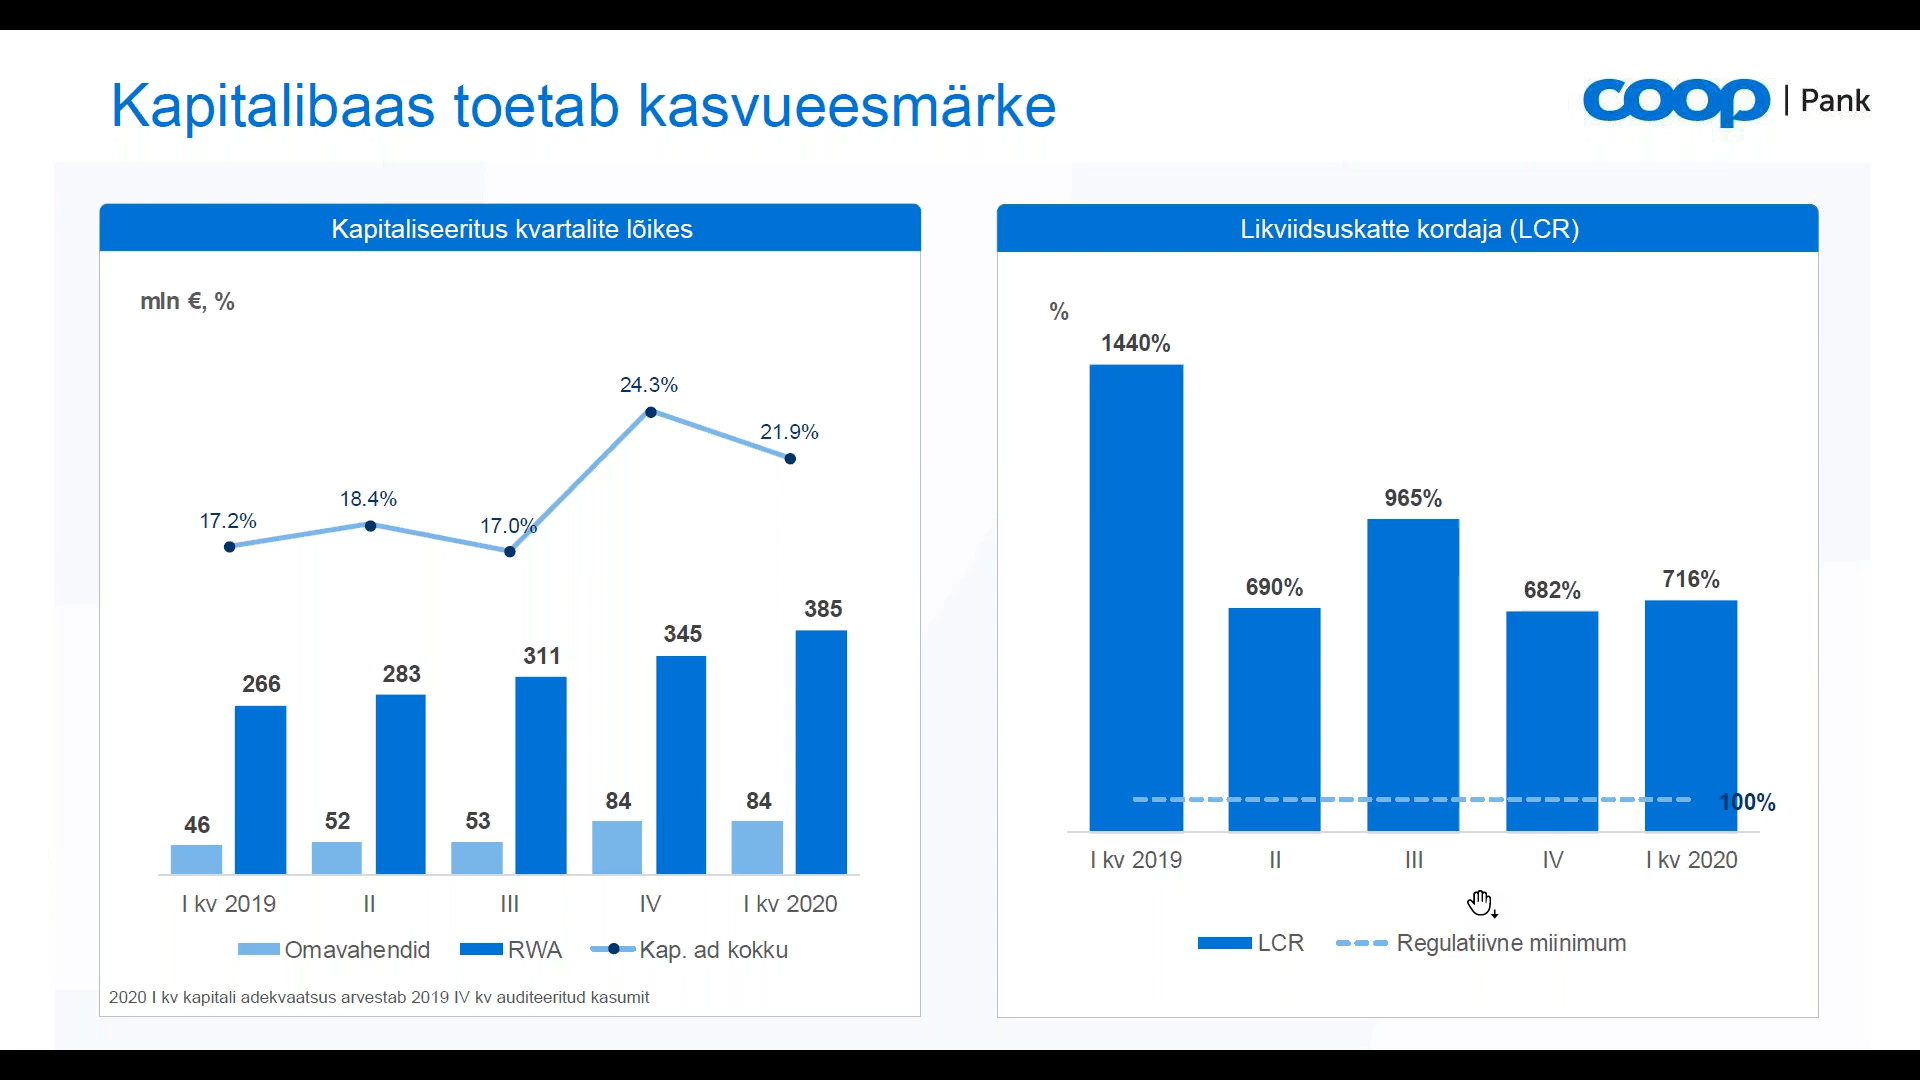 Kapitalibaas toetab kasvueesmärke
coop | Pank
Kapitaliseeritus kvartalite lõikes
mln €, %
24.3%
21.9%
18.4%
17.2%
17.0%
385
345
311
283
266
84
84
53
52
46
I kv 2019
II
III
IV
I kv 2020
Omavahendid
RWA
Kap. ad kokku
2020 I kv kapitali adekvaatsus arvestab 2019 IV kv auditeeritud kasumit
Likviidsuskatte kordaja (LCR)
%
1440%
965%
716%
690%
682%
100%
I kv 2019
II
III
IV
I kv 2020
LCR
Regulatiivne miinimum